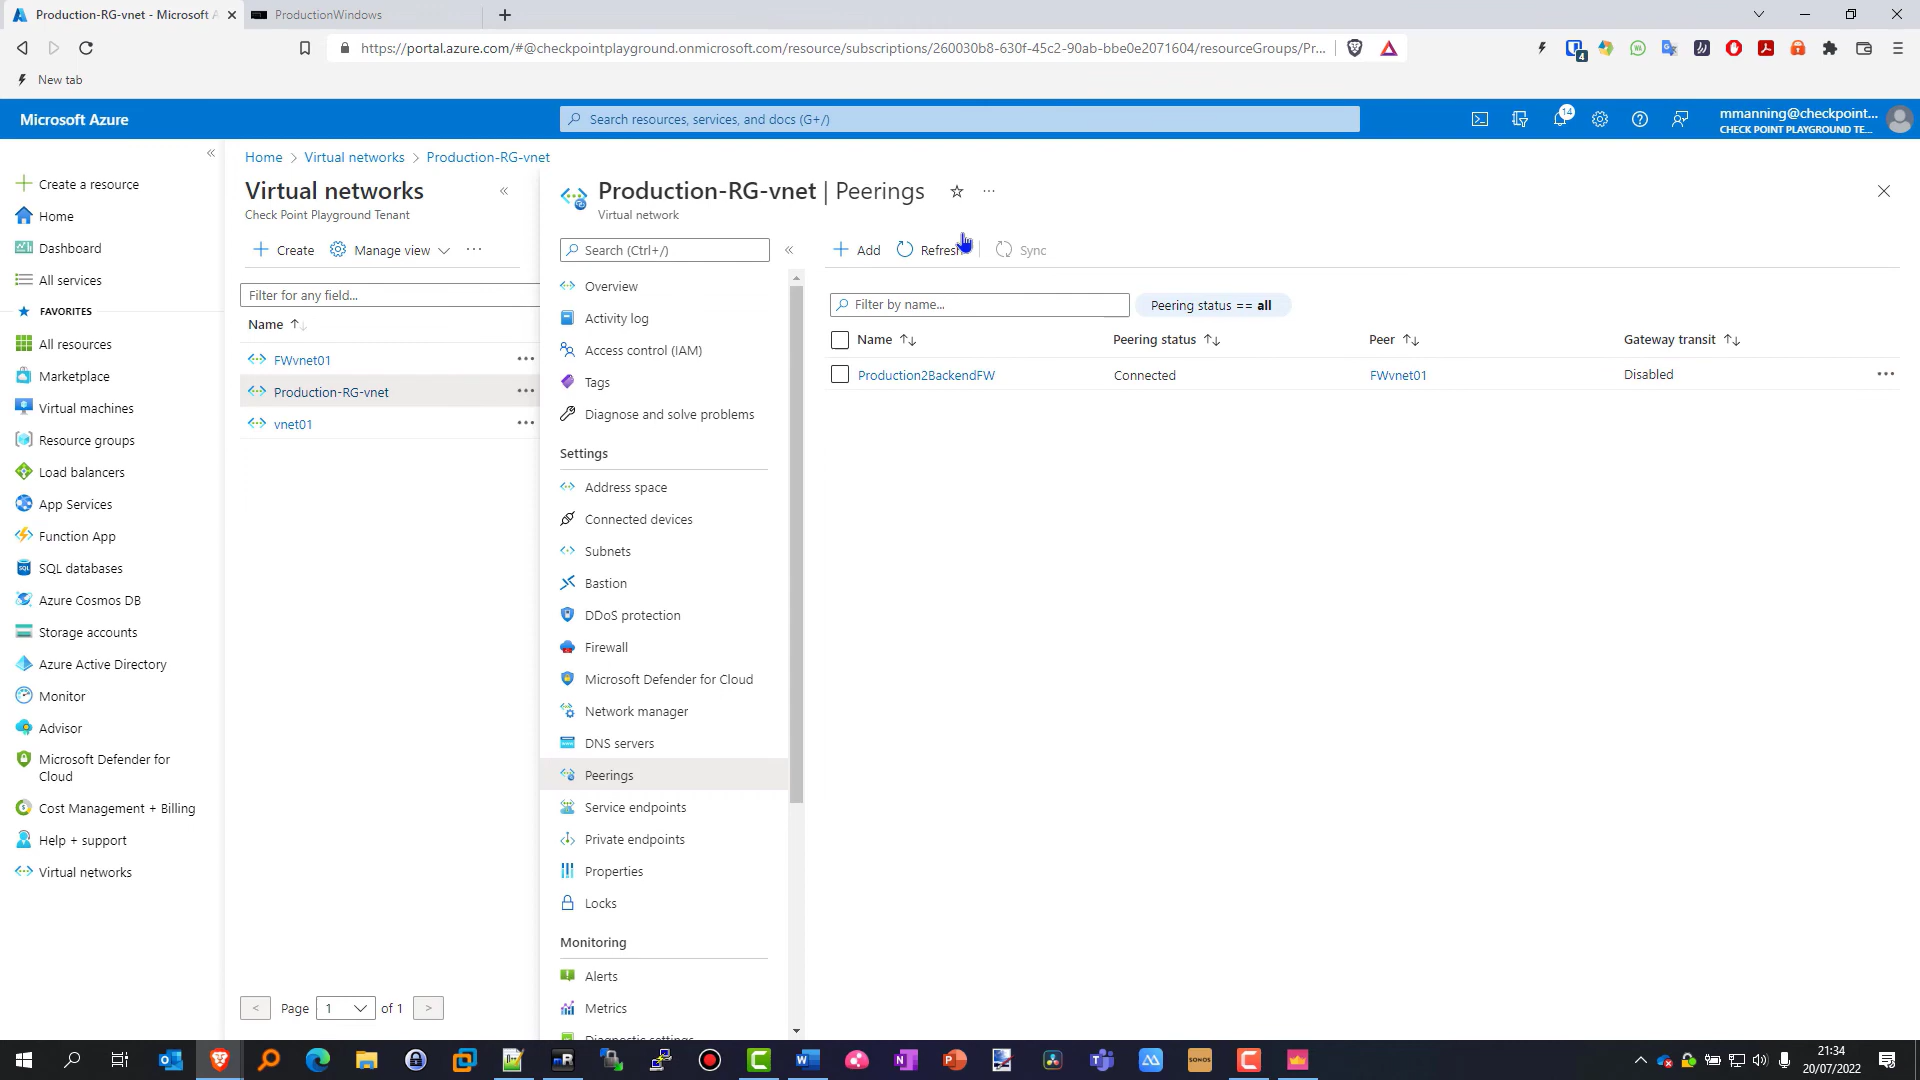 Production-RG-vnet - Microsoft A
ProductionWindows
https://portal.azure.com/#@checkpointplayground.onmicrosoft.com/resource/subscriptions/260030b8-630f-45c2-90ab-bbe0e2071604/resourceGroups/Pr...
4
New tab
Microsoft Azure
Search resources, services, and docs (G+/)
14
mmanning@checkpoint...
CHECK POINT PLAYGROUND TE...
Home > Virtual networks > Production-RG-vnet
Create a resource
Home
Dashboard
All services
FAVORITES
All resources
Marketplace
Virtual machines
Resource groups
Load balancers
App Services
Function App
SQL databases
Azure Cosmos DB
Storage accounts
Azure Active Directory
Monitor
Advisor
Microsoft Defender for
Cloud
Cost Management + Billing
Help + support
Virtual networks
Virtual networks
Check Point Playground Tenant
Create
Manage view
Filter for any field...
Name
FWvnet01
Production-RG-vnet
vnet01
< Page 1 of 1 >
Production-RG-vnet | Peerings
Virtual network
Search (Ctrl+/)
Overview
Activity log
Access control (IAM)
Tags
Diagnose and solve problems
Settings
Address space
Connected devices
Subnets
Bastion
DDoS protection
Firewall
Microsoft Defender for Cloud
Network manager
DNS servers
Peerings
Service endpoints
Private endpoints
Properties
Locks
Monitoring
Alerts
Metrics
Diagnostic settings
Add
Refresh
Sync
Filter by name...
Peering status == all
Name Peering status Peer Gateway transit
Production2BackendFW Connected FWvnet01 Disabled
SONOS
21:34
20/07/2022